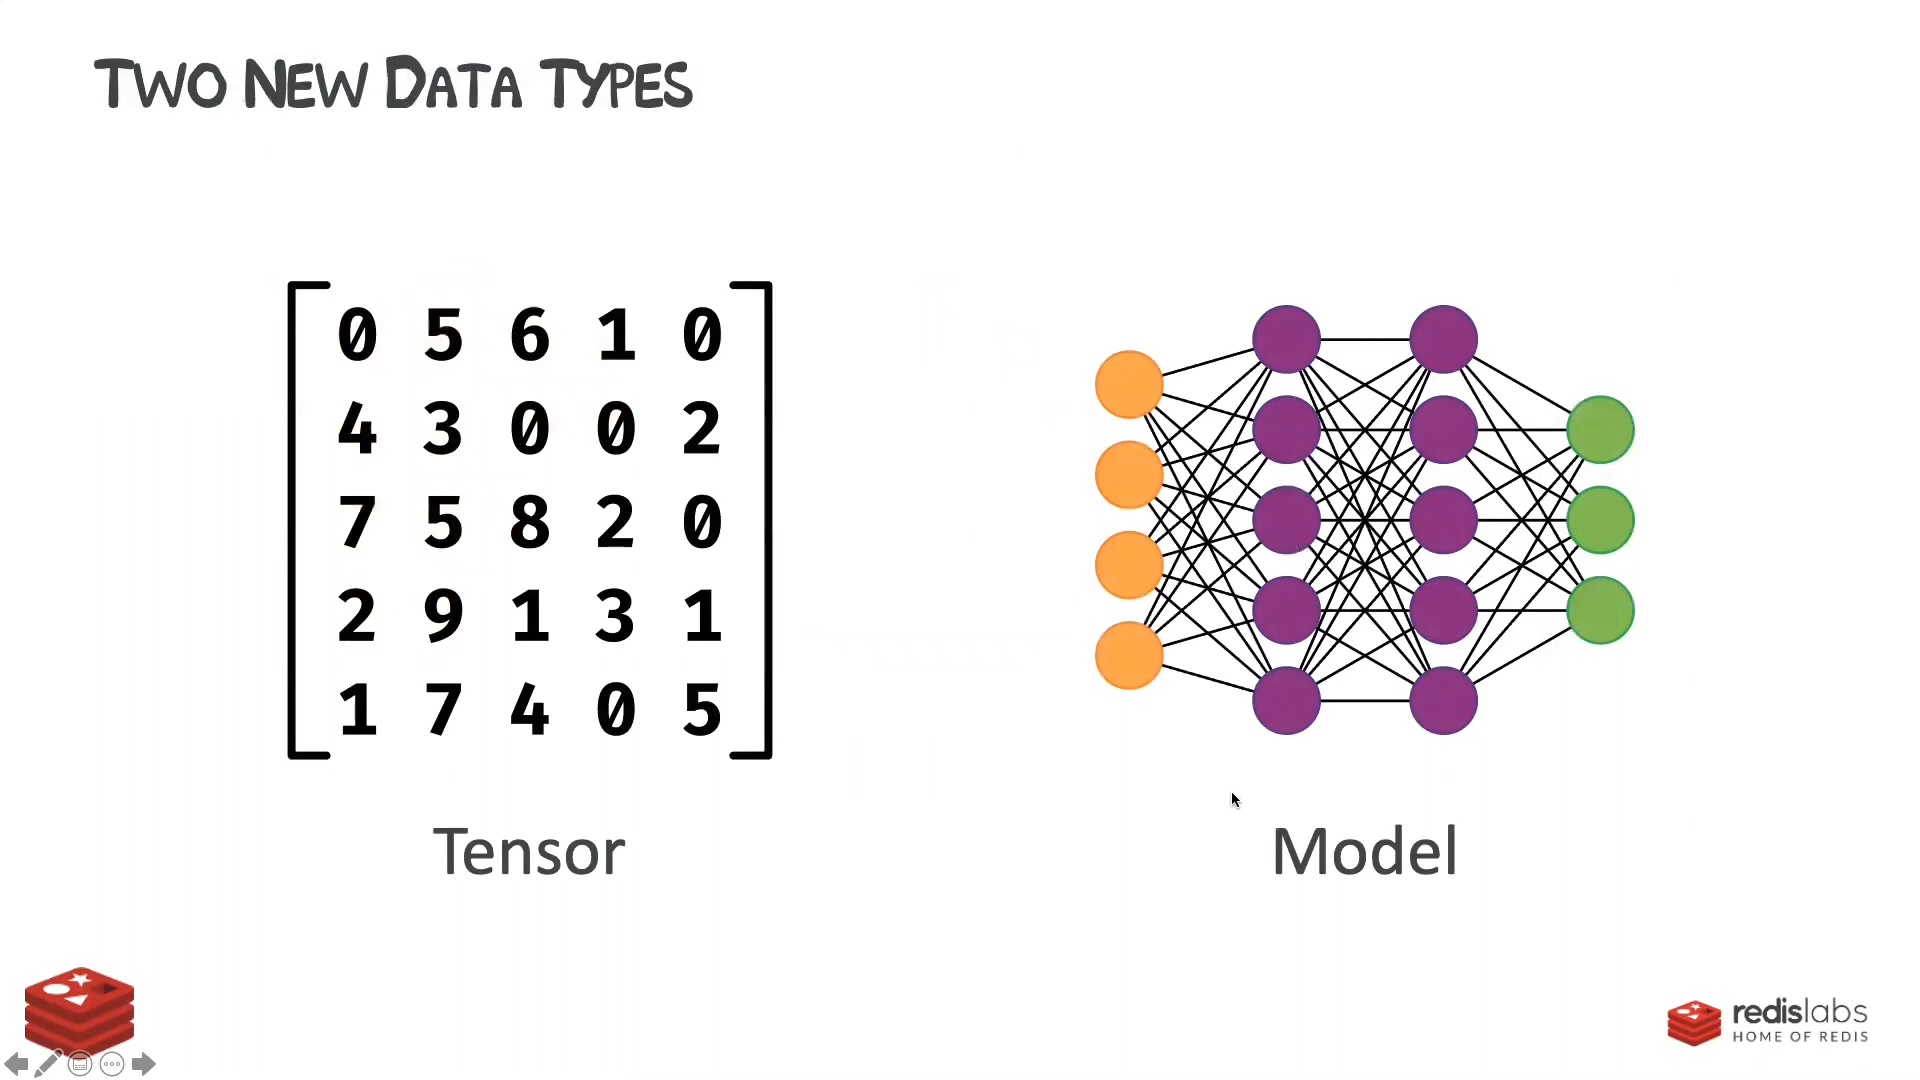 Two New Data Types
0 5 6 1 0
4 3 0 0 2
7 5 8 2 0
2 9 1 3 1
1 7 4 0 5
Tensor
Model
redislabs
HOME OF REDIS